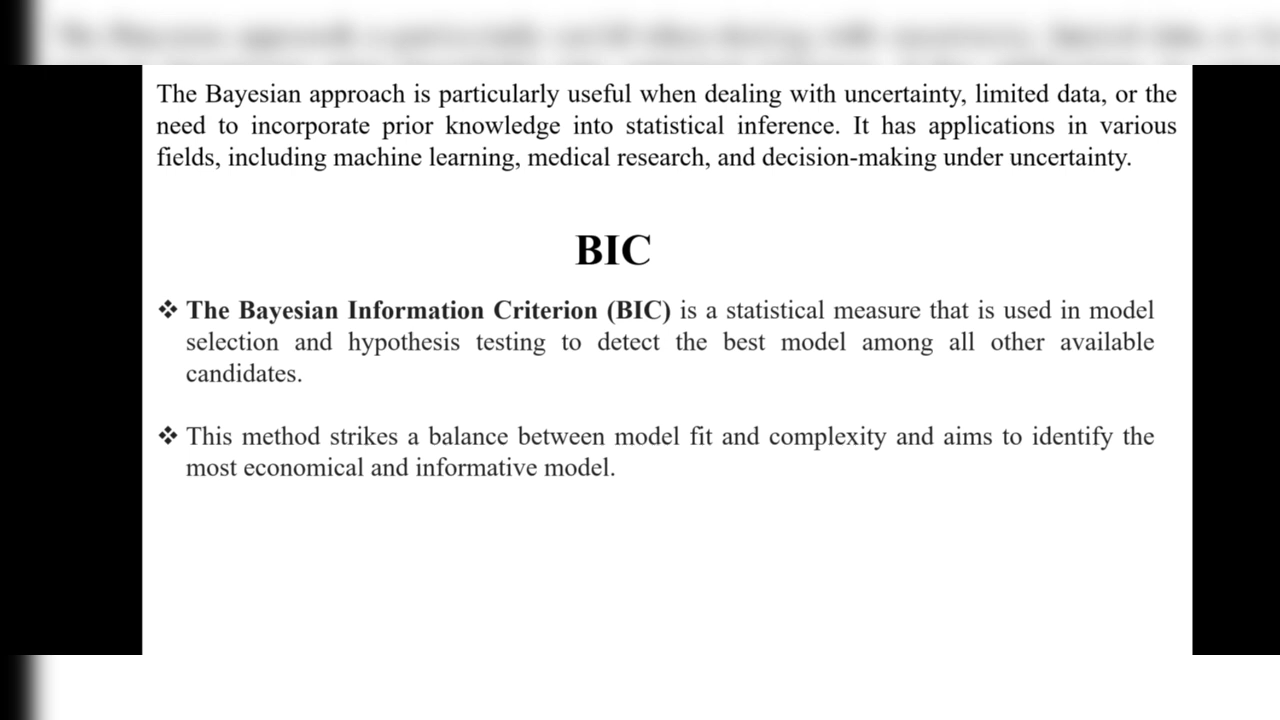 The Bayesian approach is particularly useful when dealing with uncertainty, limited data, or the
need to incorporate prior knowledge into statistical inference. It has applications in various
fields, including machine learning, medical research, and decision-making under uncertainty.
BIC
❖ The Bayesian Information Criterion (BIC) is a statistical measure that is used in model
selection and hypothesis testing to detect the best model among all other available
candidates.
❖ This method strikes a balance between model fit and complexity and aims to identify the
most economical and informative model.